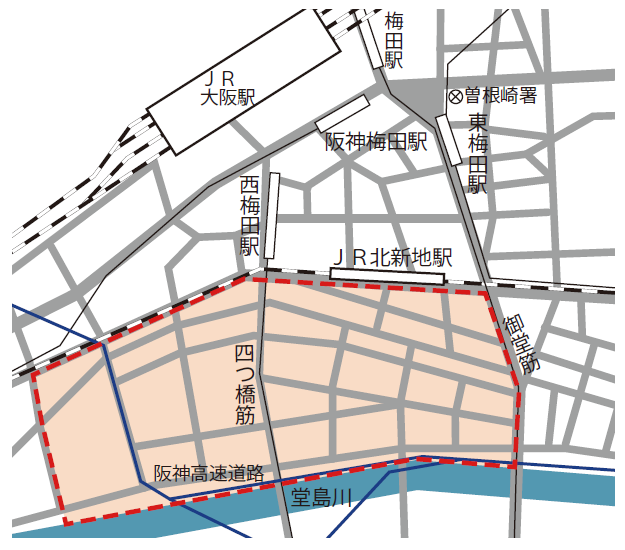 梅田駅
ＪＲ
大阪駅
曽根崎署
阪神梅田駅
東梅田駅
西梅田駅
ＪＲ北新地駅
御堂筋
四つ橋筋
阪神高速道路
堂島川